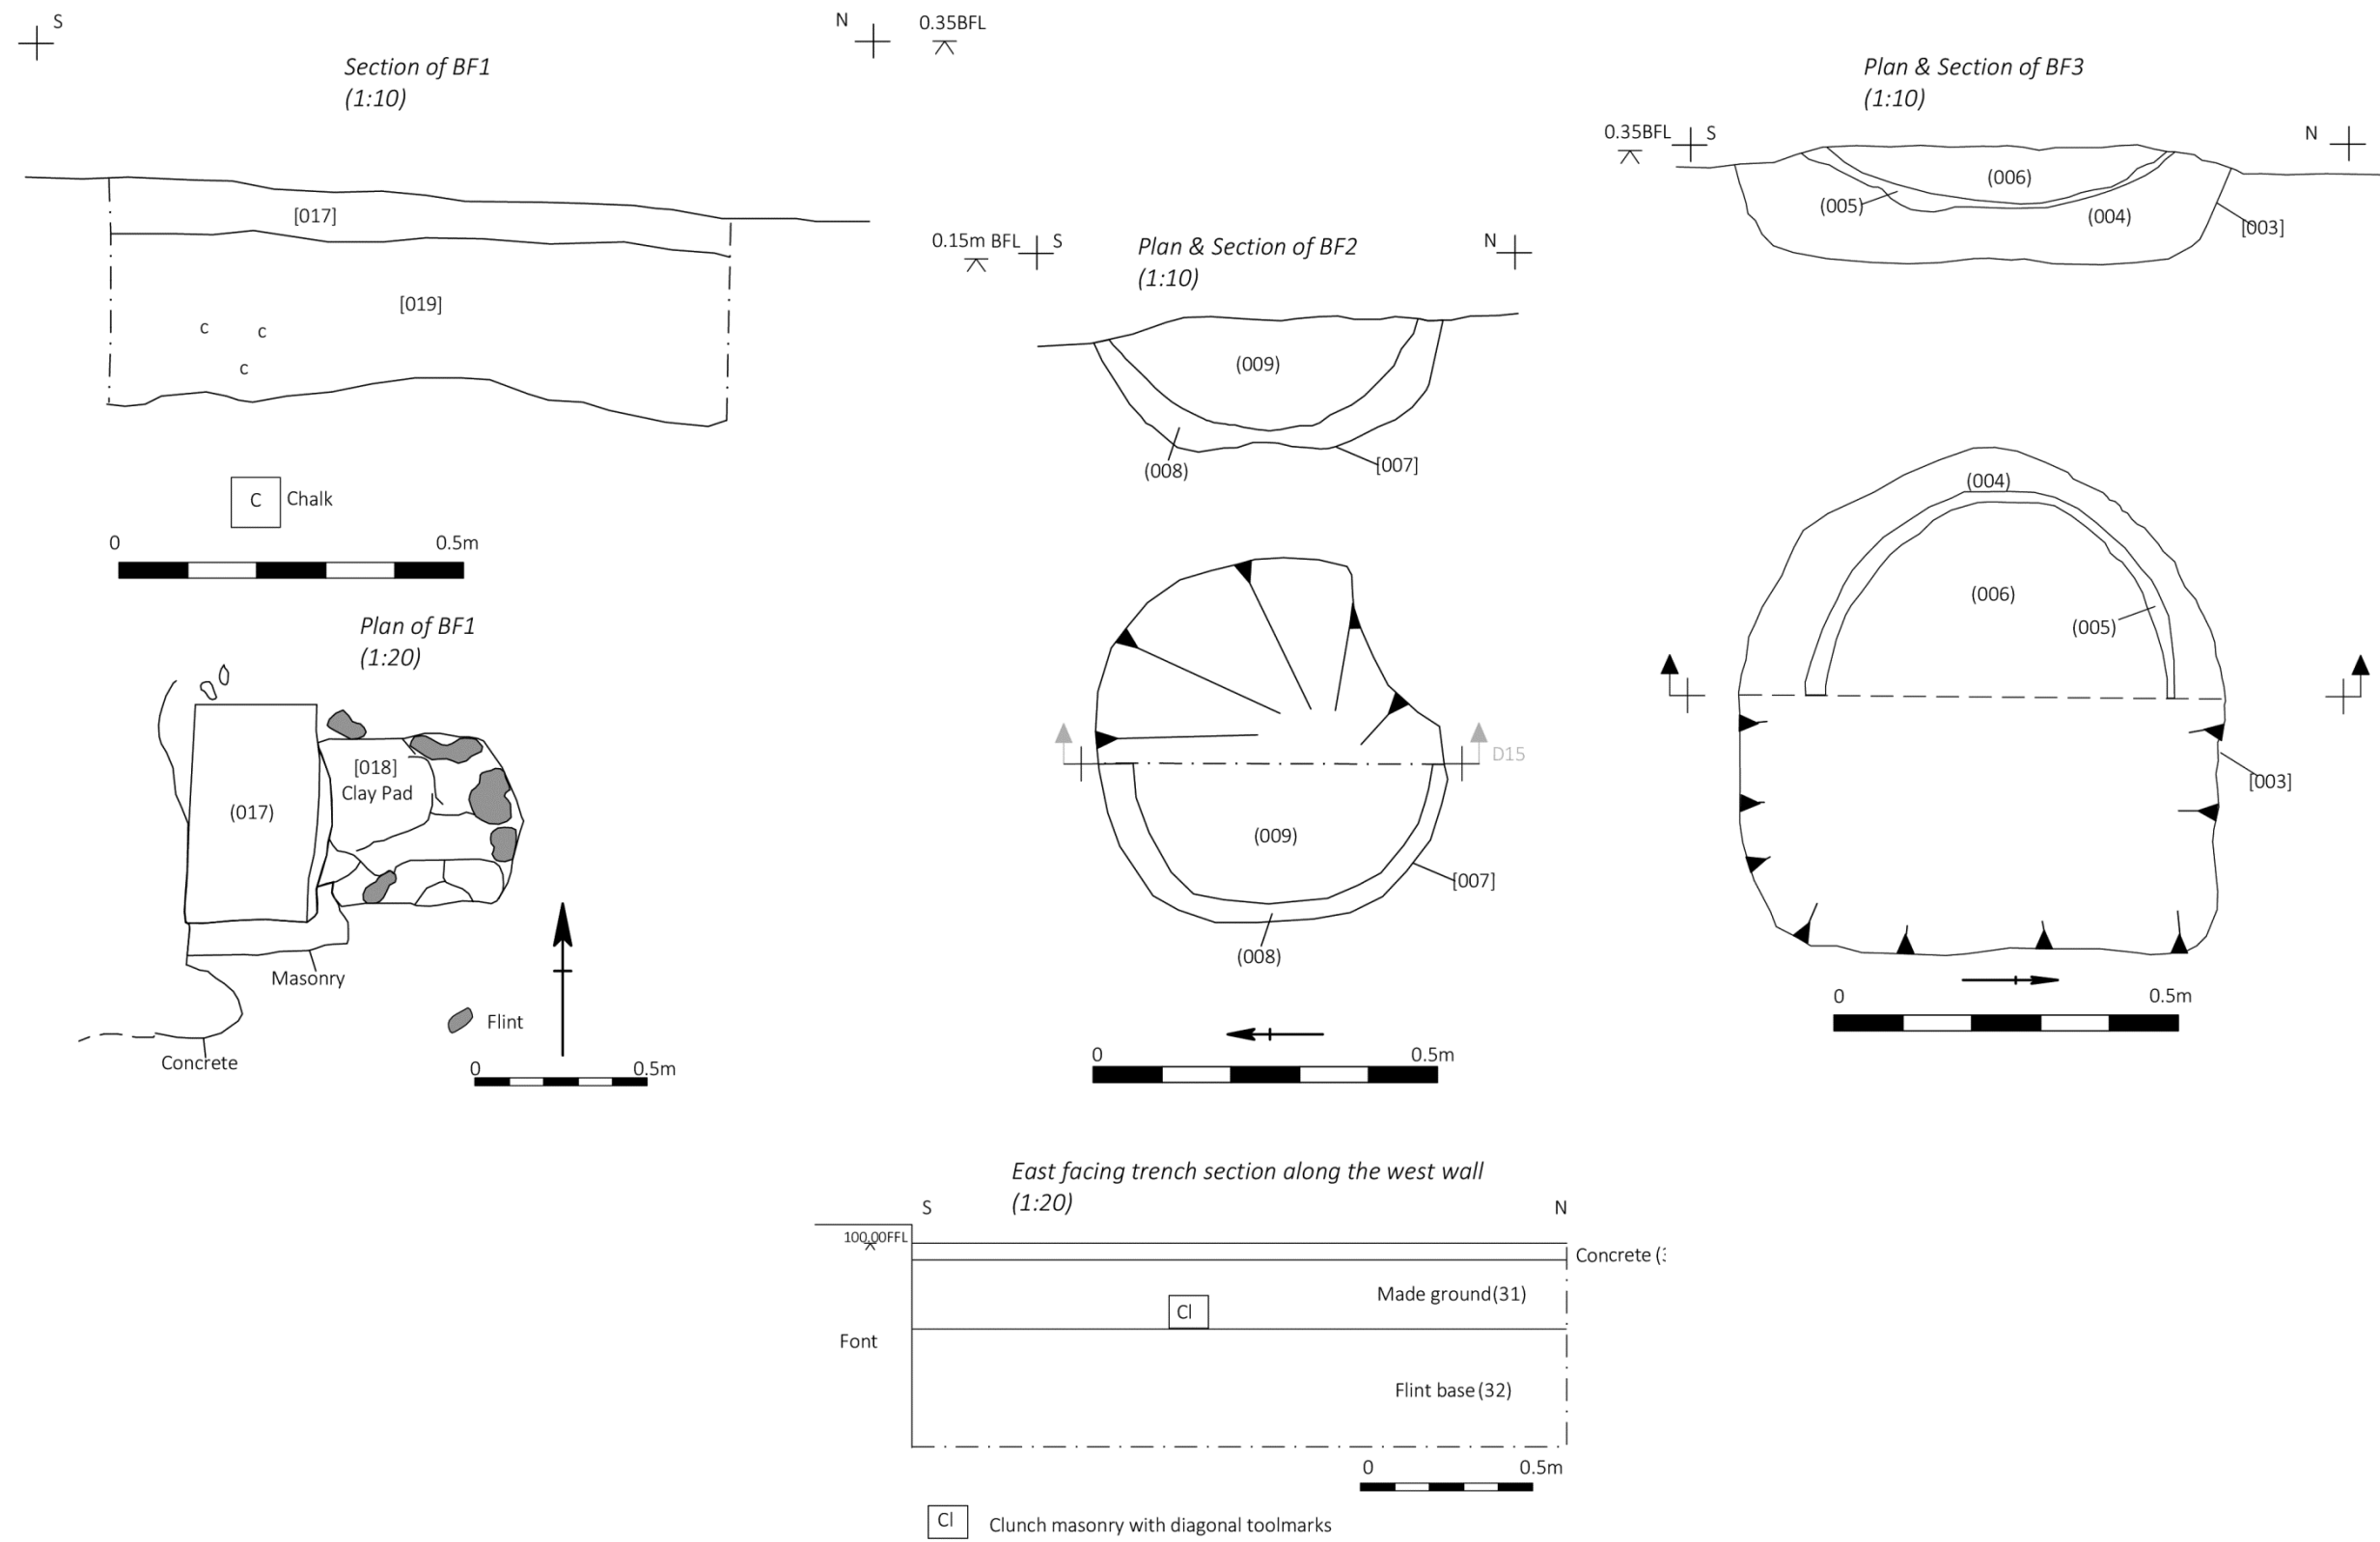 S
N
0.35BFL
Section of BF1
(1:10)
[017]
[019]
c
c
c
C
Chalk
0
0.5m
Plan of BF1
(1:20)
[018]
Clay Pad
(017)
Masonry
Flint
Concrete
0
0.5m
0.15m BFL
S
N
Plan & Section of BF2
(1:10)
(009)
(008)
[007]
D15
(009)
[007]
(008)
0
0.5m
Plan & Section of BF3
(1:10)
0.35BFL
S
N
(006)
(005)
(004)
[003]
(004)
(006)
(005)
[003]
0
0.5m
East facing trench section along the west wall
(1:20)
S
N
100.00FFL
Concrete
Made ground (31)
Cl
Font
Flint base (32)
0
0.5m
Cl
Clunch masonry with diagonal toolmarks